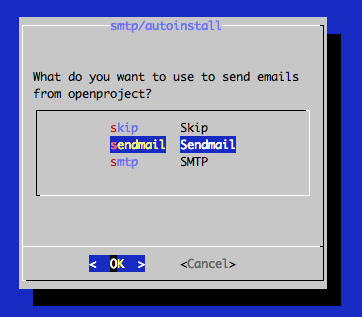 smtp/autoinstall
What do you want to use to send emails
from openproject?
skip Skip
sendmail Sendmail
smtp SMTP
< OK > <Cancel>